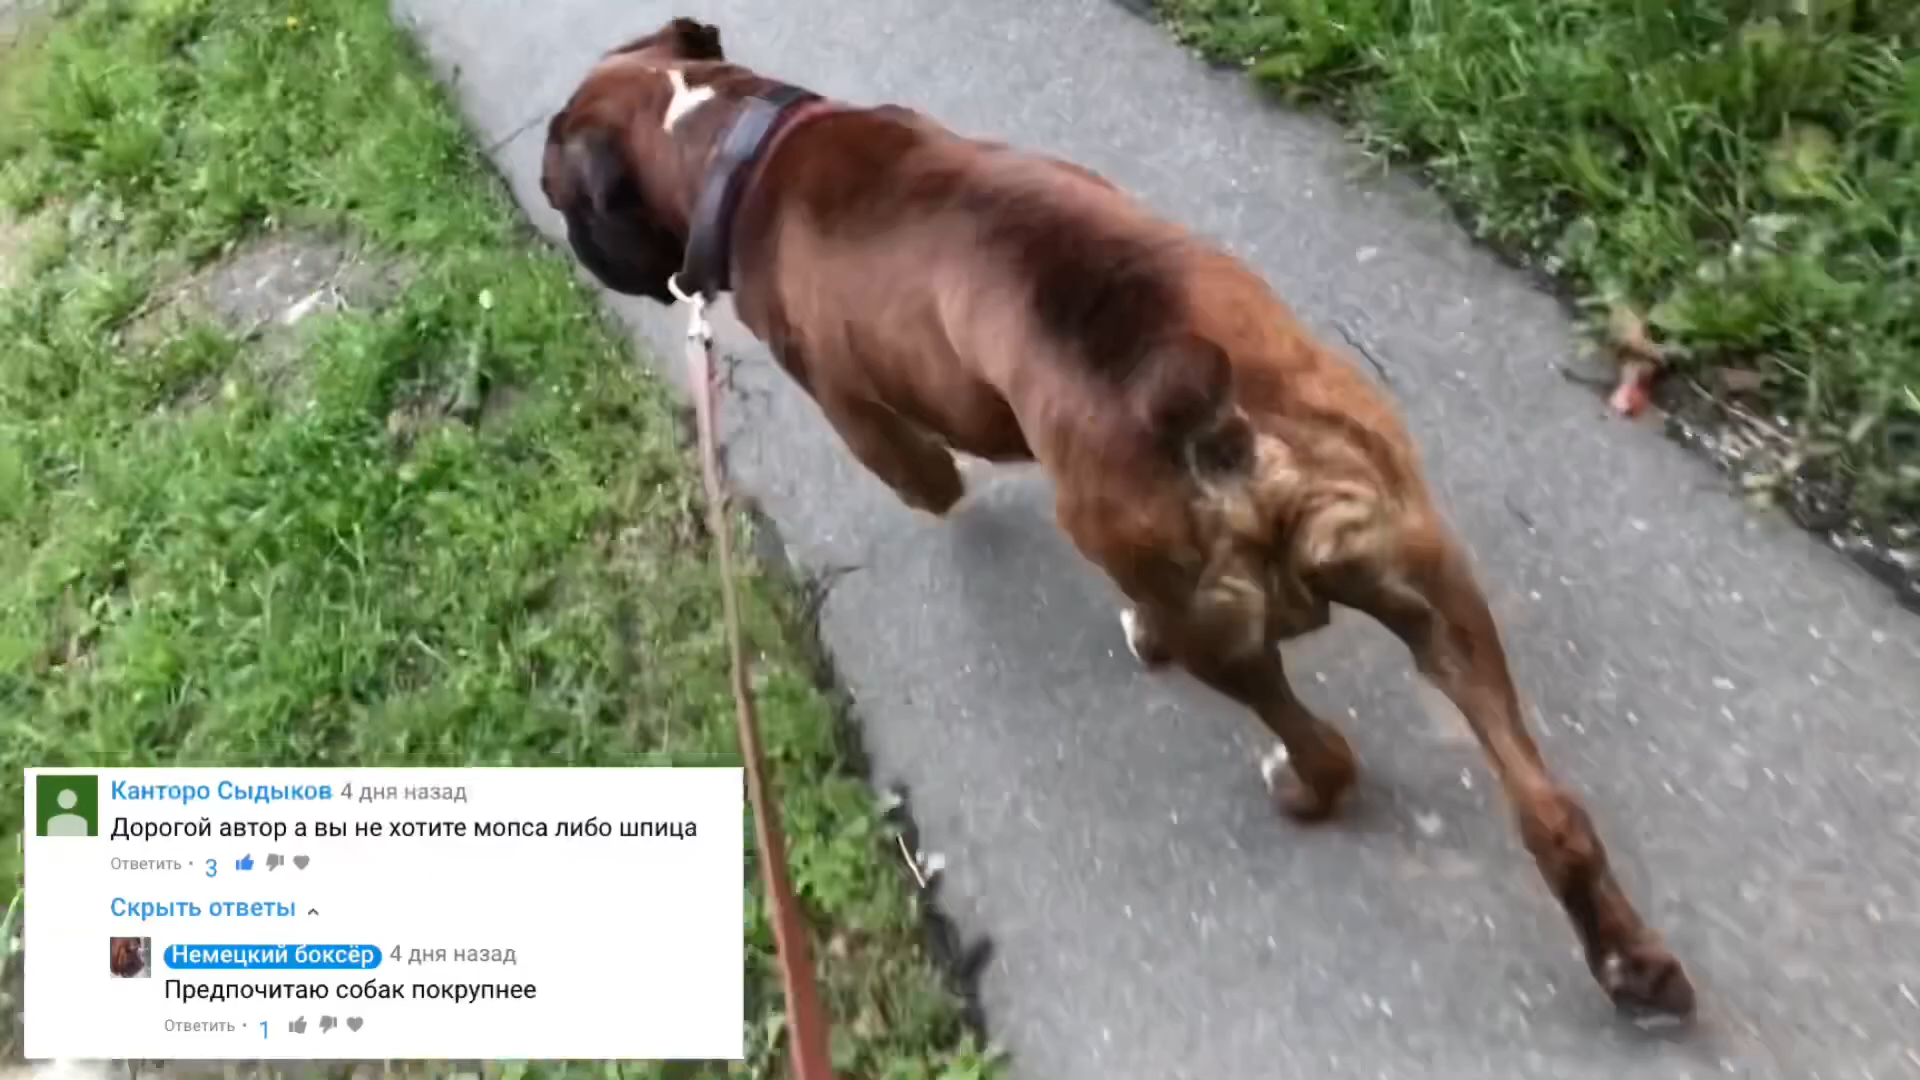 Канторо Сыдыков 4 дня назад
Дорогой автор а вы не хотите мопса либо шпица
Ответить • 3
Скрыть ответы
Немецкий боксёр 4 дня назад
Предпочитаю собак покрупнее
Ответить • 1